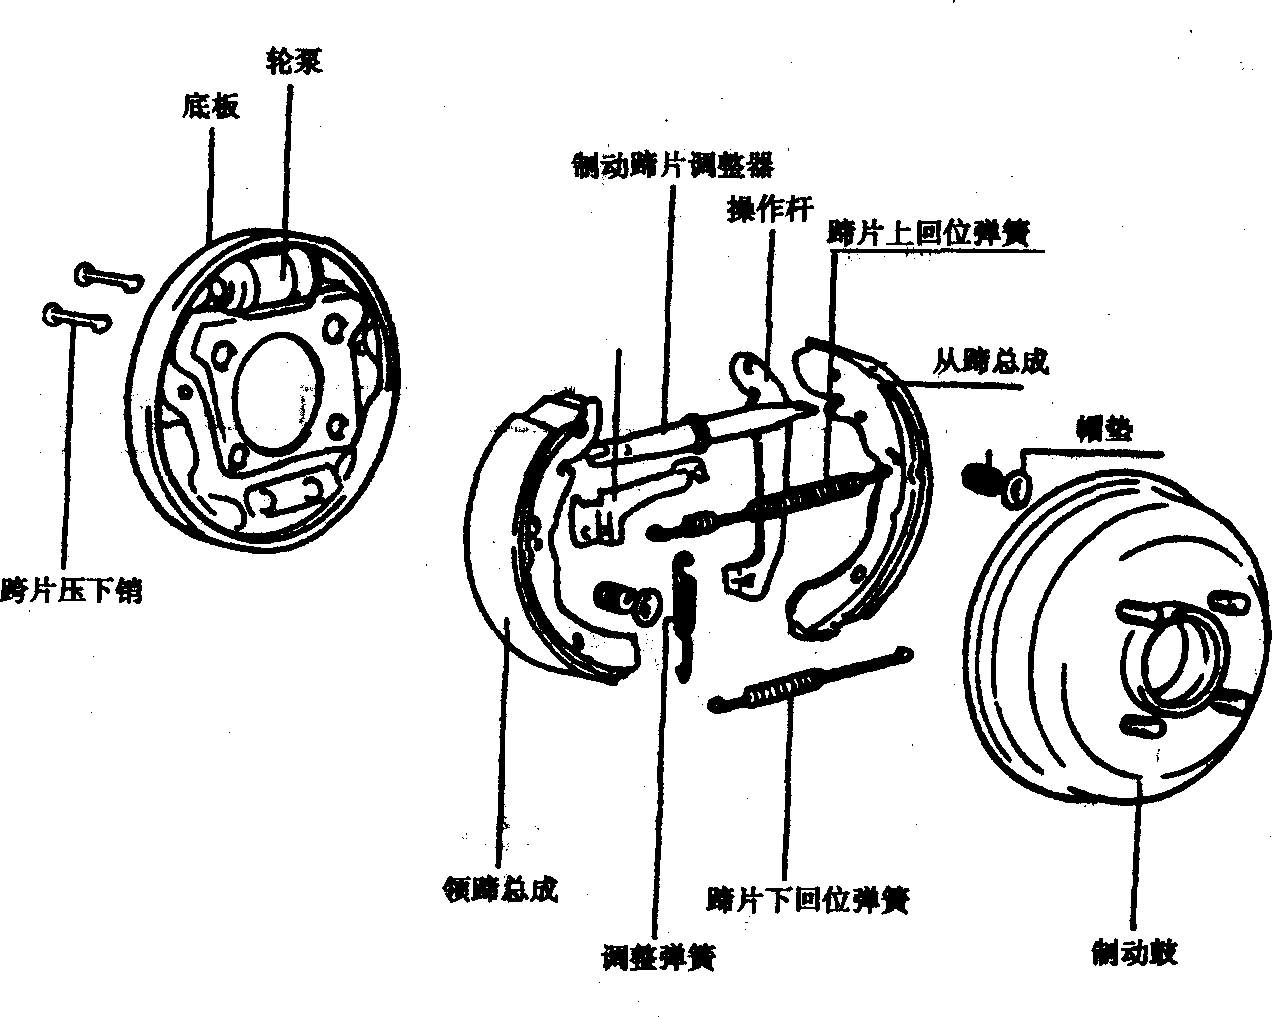 轮泵
底板
制动蹄片调整器
操作杆
蹄片上回位弹簧
从蹄总成
帽垫
跨片压下销
领蹄总成
蹄片下回位弹簧
调整弹簧
制动鼓